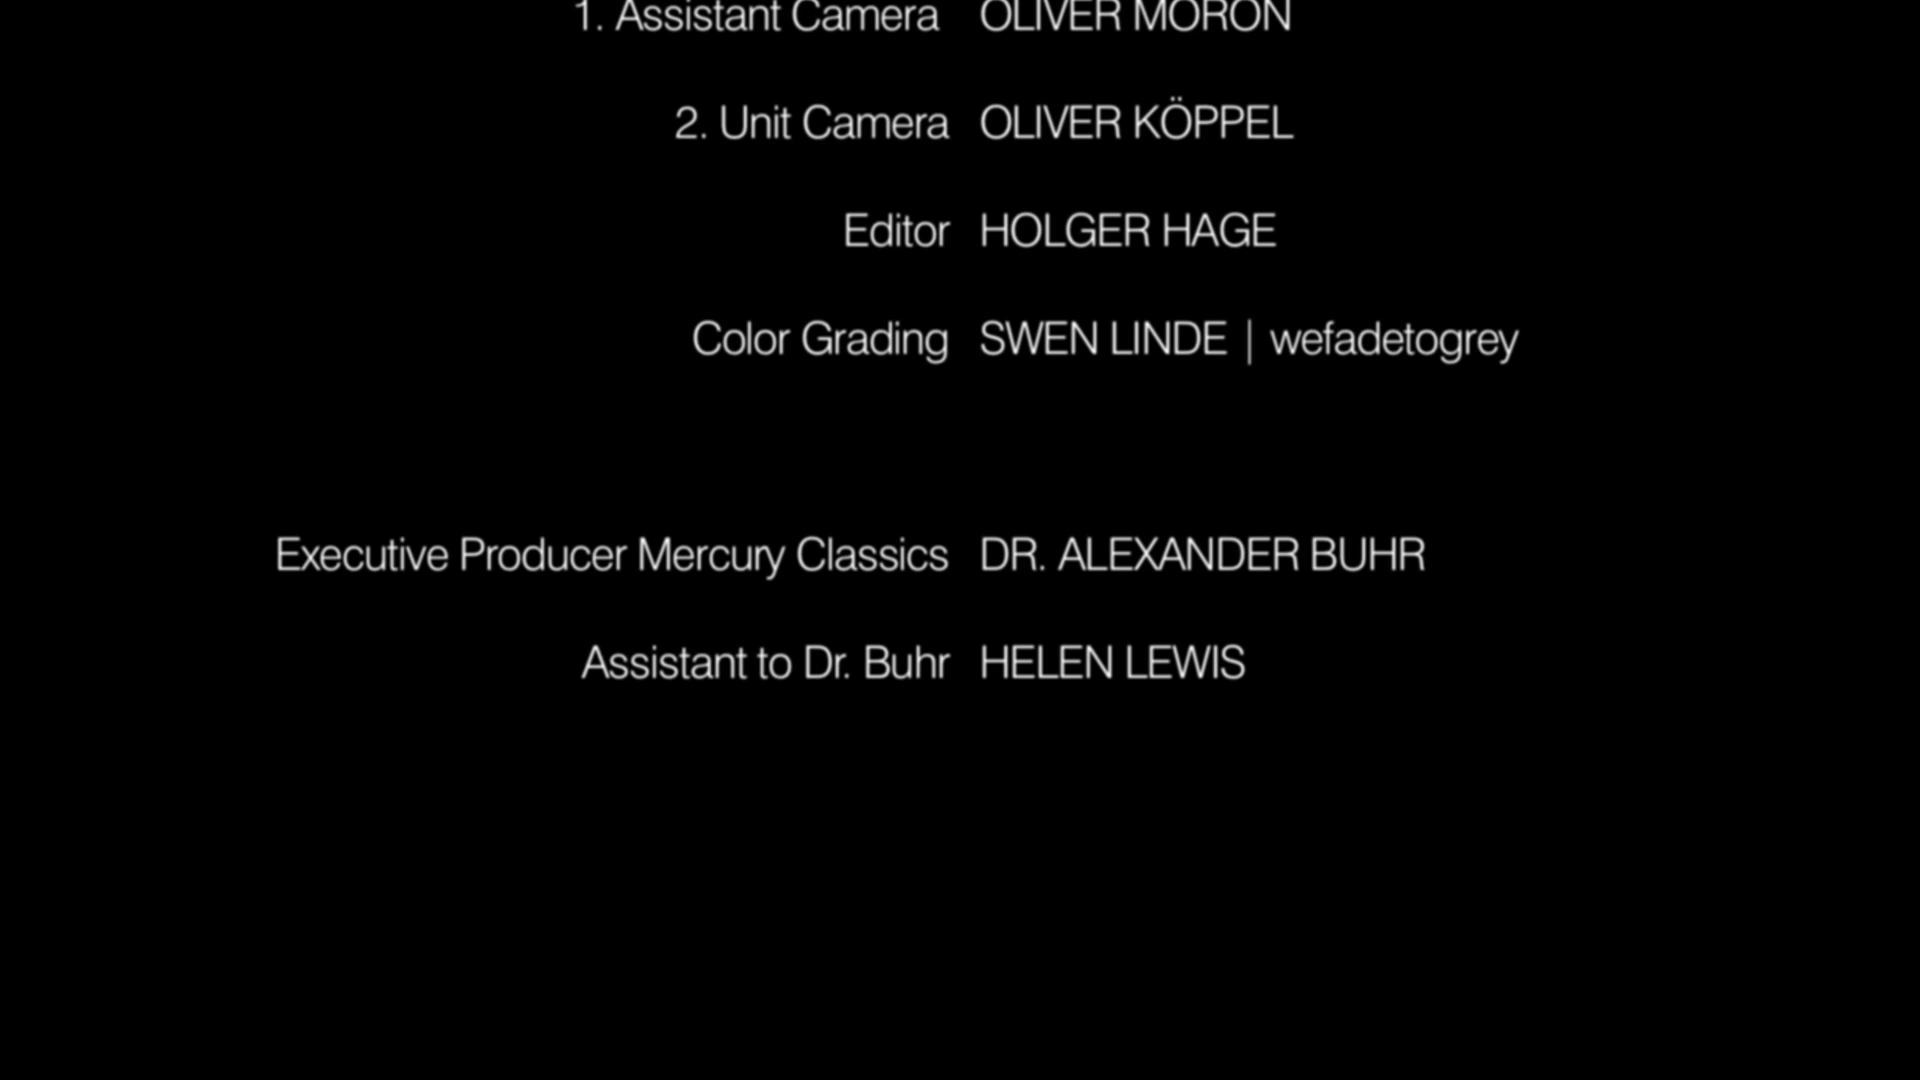 1. Assistant Camera OLIVER MORON
2. Unit Camera OLIVER KÖPPEL
Editor HOLGER HAGE
Color Grading SWEN LINDE | wefadetogrey
Executive Producer Mercury Classics DR. ALEXANDER BUHR
Assistant to Dr. Buhr HELEN LEWIS